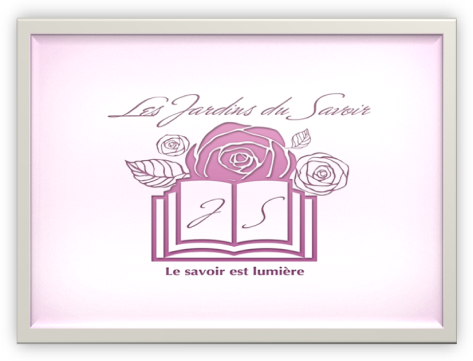 Les Jardins du Savoir
J S
Le savoir est lumière